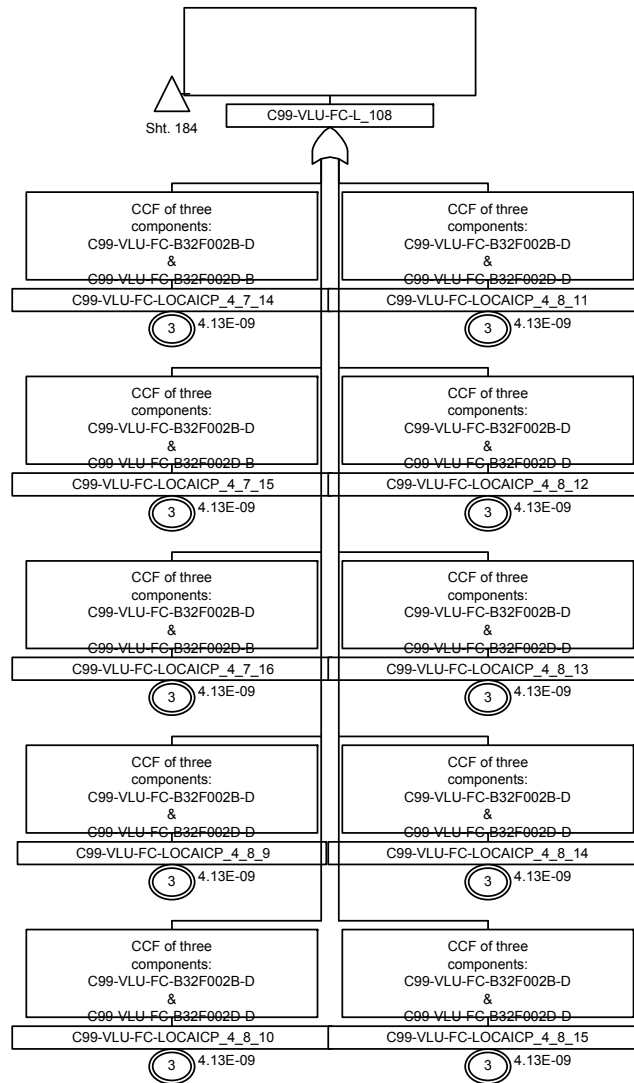 C99-VLU-FC-L_108
Sht. 184
CCF of three
components:
C99-VLU-FC-B32F002B-D
&
C99-VLU-FC-B32F002D-B
C99-VLU-FC-LOCAICP_4_7_14
3
4.13E-09
CCF of three
components:
C99-VLU-FC-B32F002B-D
&
C99-VLU-FC-B32F002D-D
C99-VLU-FC-LOCAICP_4_8_11
3
4.13E-09
CCF of three
components:
C99-VLU-FC-B32F002B-D
&
C99-VLU-FC-B32F002D-B
C99-VLU-FC-LOCAICP_4_7_15
3
4.13E-09
CCF of three
components:
C99-VLU-FC-B32F002B-D
&
C99-VLU-FC-B32F002D-D
C99-VLU-FC-LOCAICP_4_8_12
3
4.13E-09
CCF of three
components:
C99-VLU-FC-B32F002B-D
&
C99-VLU-FC-B32F002D-B
C99-VLU-FC-LOCAICP_4_7_16
3
4.13E-09
CCF of three
components:
C99-VLU-FC-B32F002B-D
&
C99-VLU-FC-B32F002D-D
C99-VLU-FC-LOCAICP_4_8_13
3
4.13E-09
CCF of three
components:
C99-VLU-FC-B32F002B-D
&
C99-VLU-FC-B32F002D-D
C99-VLU-FC-LOCAICP_4_8_9
3
4.13E-09
CCF of three
components:
C99-VLU-FC-B32F002B-D
&
C99-VLU-FC-B32F002D-D
C99-VLU-FC-LOCAICP_4_8_14
3
4.13E-09
CCF of three
components:
C99-VLU-FC-B32F002B-D
&
C99-VLU-FC-B32F002D-D
C99-VLU-FC-LOCAICP_4_8_10
3
4.13E-09
CCF of three
components:
C99-VLU-FC-B32F002B-D
&
C99-VLU-FC-B32F002D-D
C99-VLU-FC-LOCAICP_4_8_15
3
4.13E-09